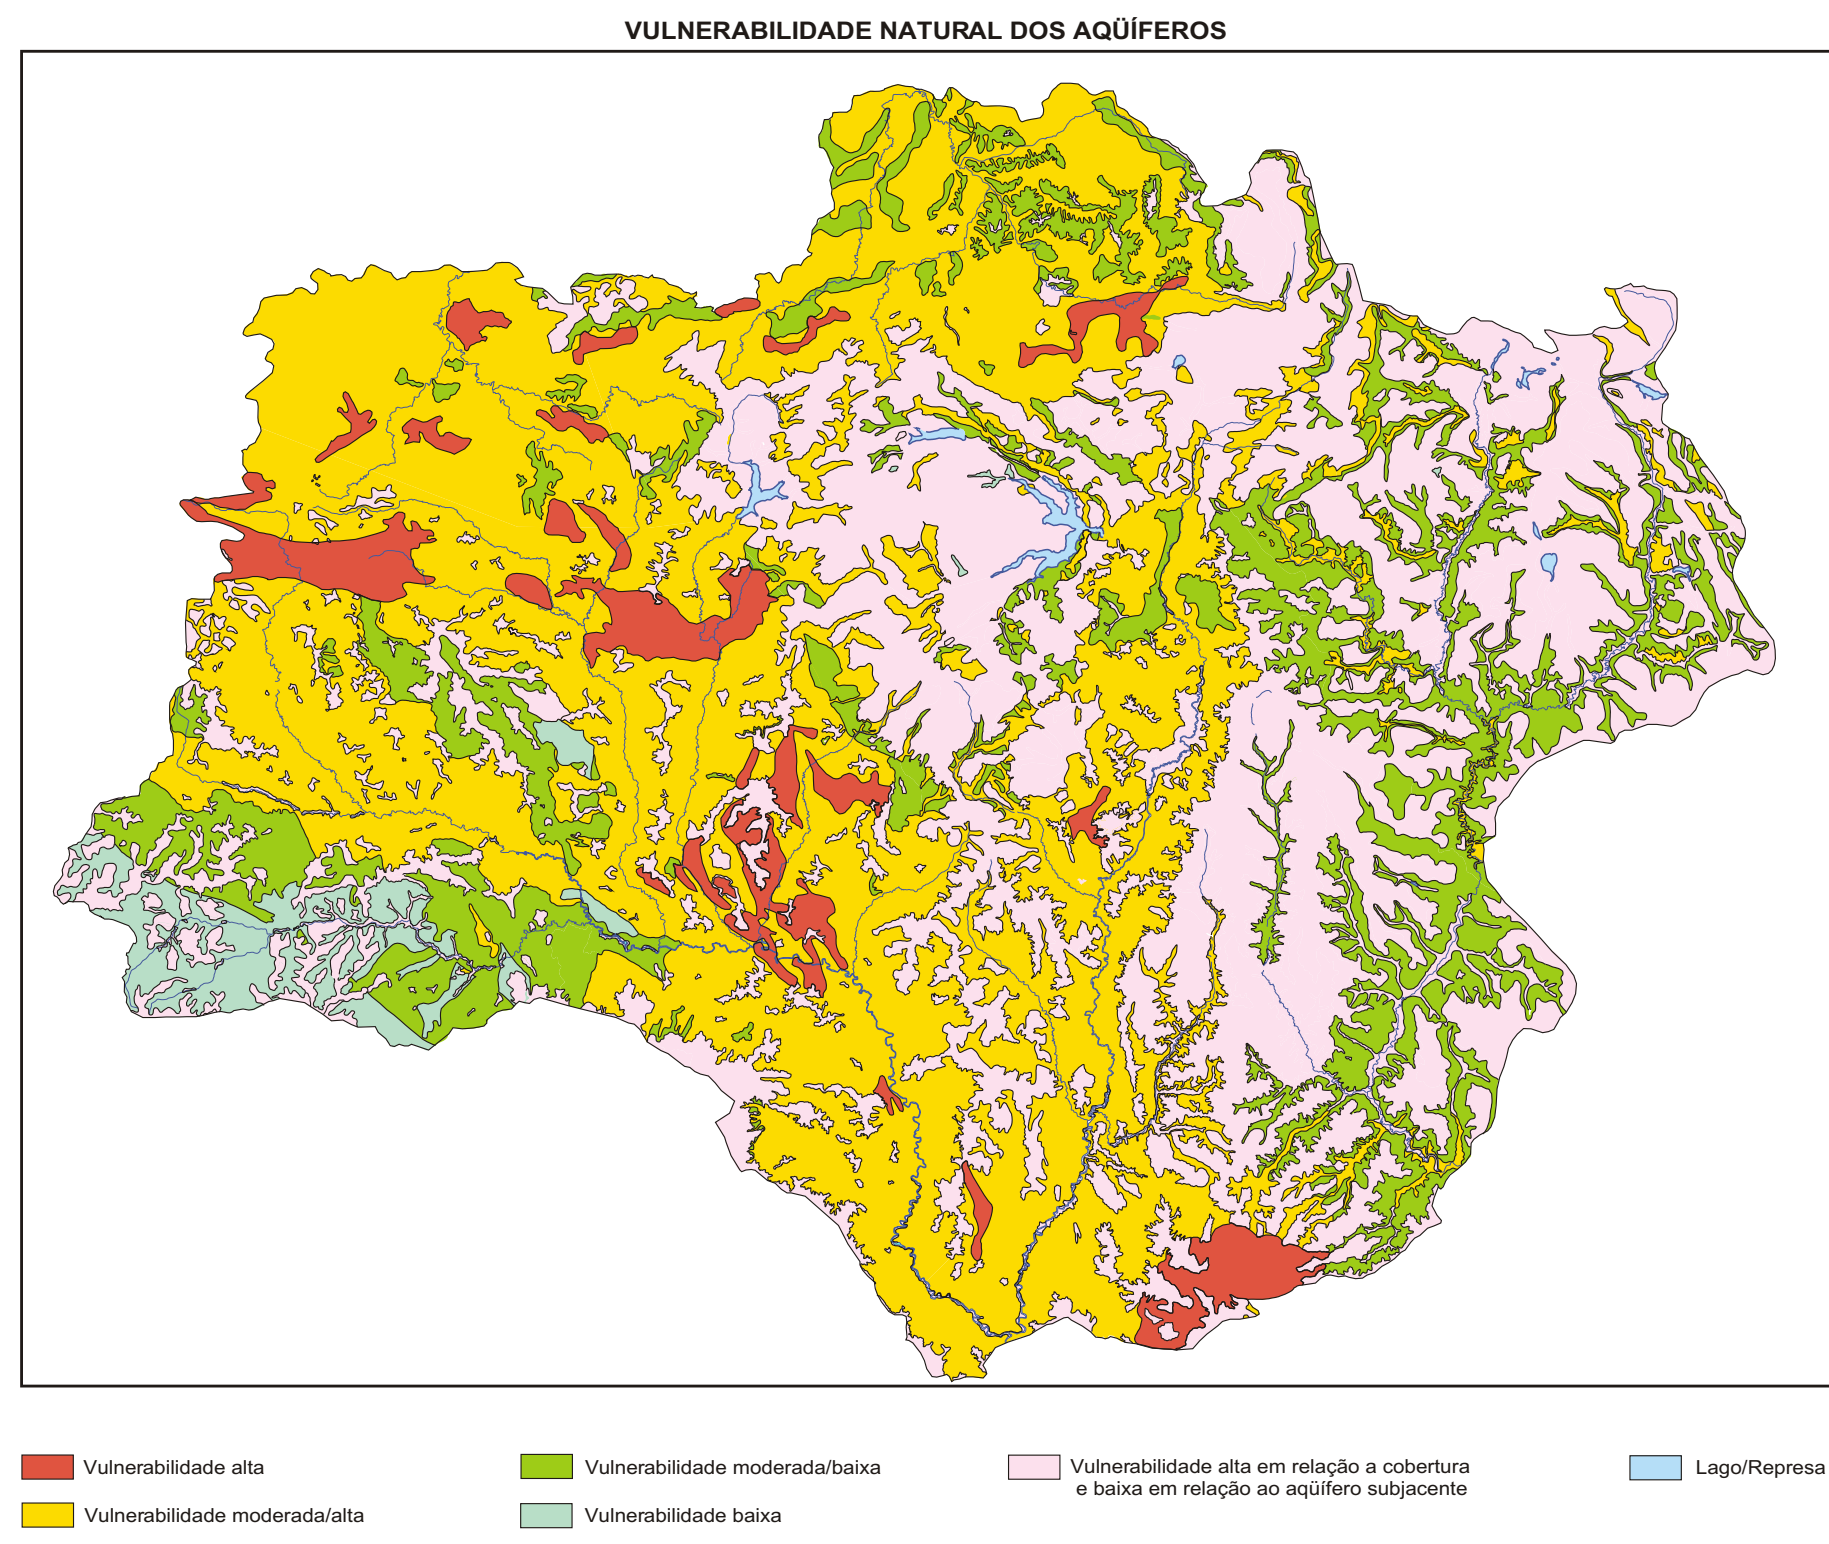 VULNERABILIDADE NATURAL DOS AQÜÍFEROS
Vulnerabilidade alta
Vulnerabilidade moderada/alta
Vulnerabilidade moderada/baixa
Vulnerabilidade baixa
Vulnerabilidade alta em relação a cobertura
e baixa em relação ao aqüífero subjacente
Lago/Represa